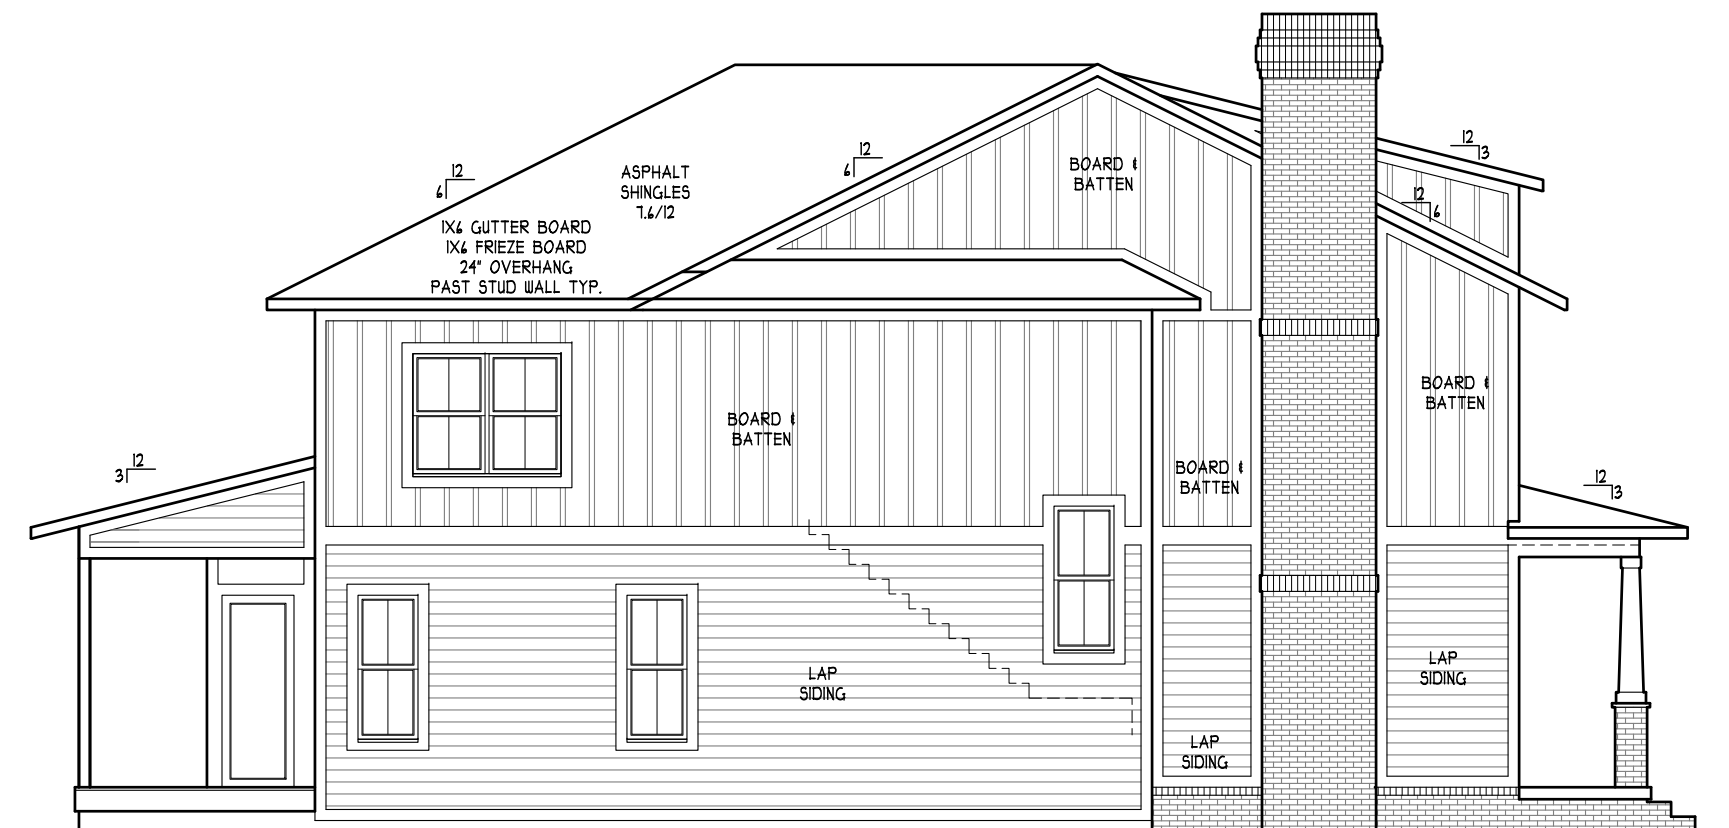 12
3
12
6
12
6
ASPHALT
SHINGLES
7.6/12
BOARD &
BATTEN
12
6
1X6 GUTTER BOARD
1X6 FRIEZE BOARD
24" OVERHANG
PAST STUD WALL TYP.
BOARD &
BATTEN
BOARD &
BATTEN
12
3
BOARD &
BATTEN
12
3
LAP
SIDING
LAP
SIDING
LAP
SIDING